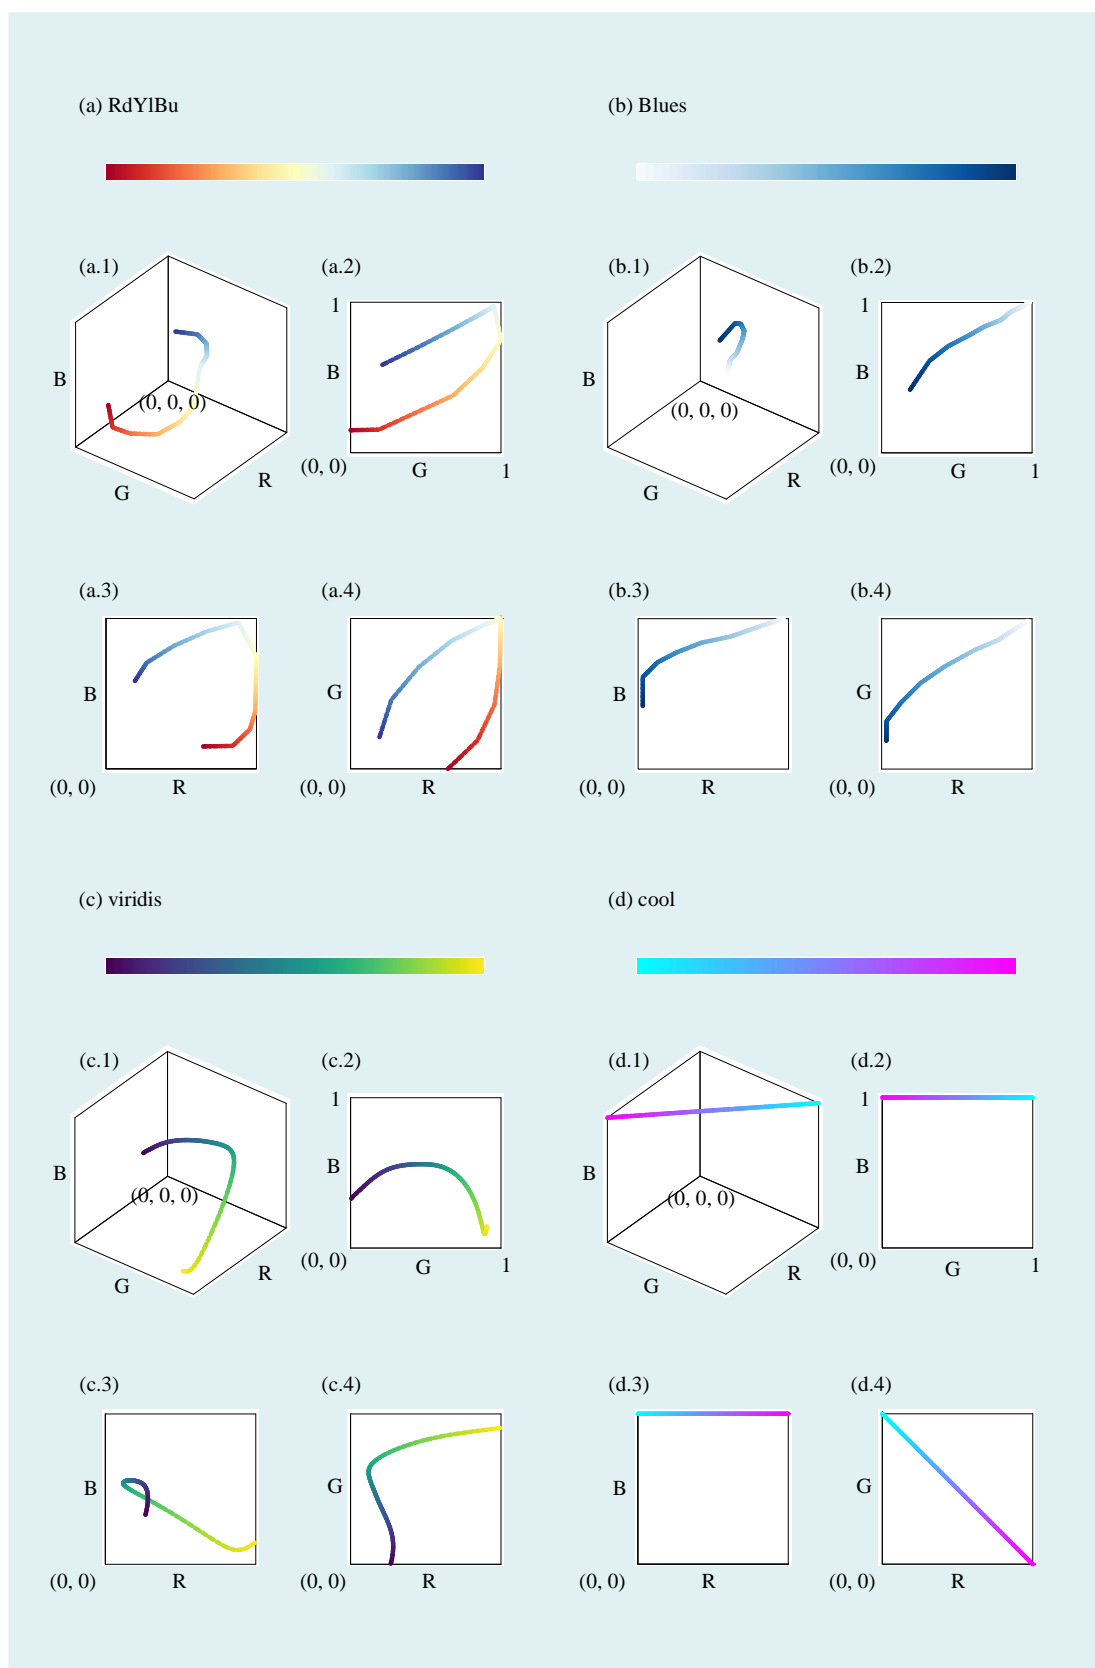 (a) RdYlBu
(b) Blues
(a.1)
(a.2)
(b.1)
(b.2)
1
1
B
B
B
B
(0, 0, 0)
(0, 0, 0)
(0, 0)
G
1
(0, 0)
G
1
G
R
G
R
(a.3)
(a.4)
(b.3)
(b.4)
B
G
B
G
(0, 0)
R
(0, 0)
R
(0, 0)
R
(0, 0)
R
(c) viridis
(d) cool
(c.1)
(c.2)
(d.1)
(d.2)
1
1
B
B
B
B
(0, 0, 0)
(0, 0, 0)
(0, 0)
G
1
(0, 0)
G
1
G
R
G
R
(c.3)
(c.4)
(d.3)
(d.4)
B
G
B
G
(0, 0)
R
(0, 0)
R
(0, 0)
R
(0, 0)
R